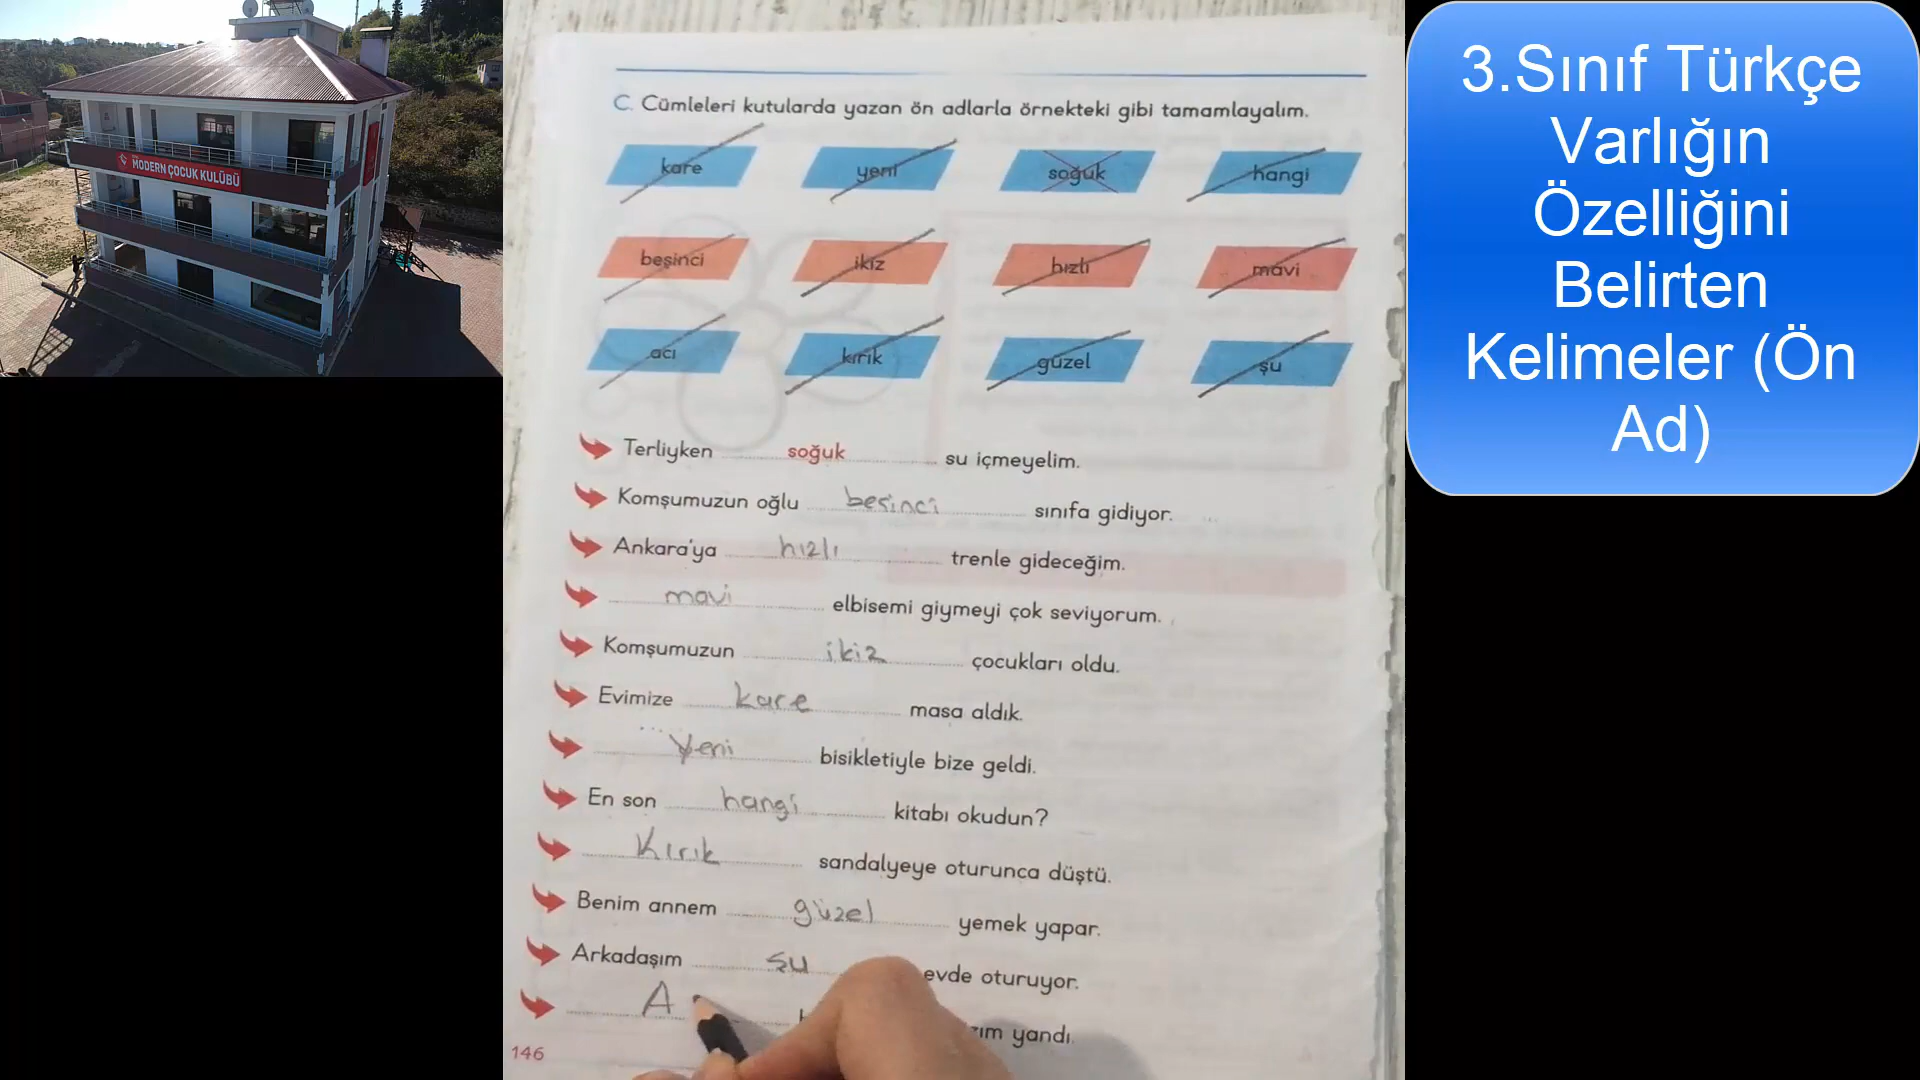 MODERN ÇOCUK KULÜBÜ
3.Sınıf Türkçe
Varlığın
Özelliğini
Belirten
Kelimeler (Ön
Ad)
C. Cümleleri kutularda yazan ön adlarla örnekteki gibi tamamlayalım.
kare yeni soğuk hangi
beşinci ikiz hızlı mavi
acı kırık güzel şu
Terliyken soğuk su içmeyelim.
Komşumuzun oğlu beşinci sınıfa gidiyor.
Ankara'ya hızlı trenle gideceğim.
mavi elbisemi giymeyi çok seviyorum.
Komşumuzun ikiz çocukları oldu.
Evimize kare masa aldık.
Yeni bisikletiyle bize geldi.
En son hangi kitabı okudun?
Kırık sandalyeye oturunca düştü.
Benim annem güzel yemek yapar.
Arkadaşım şu evde oturuyor.
A yandı.
146